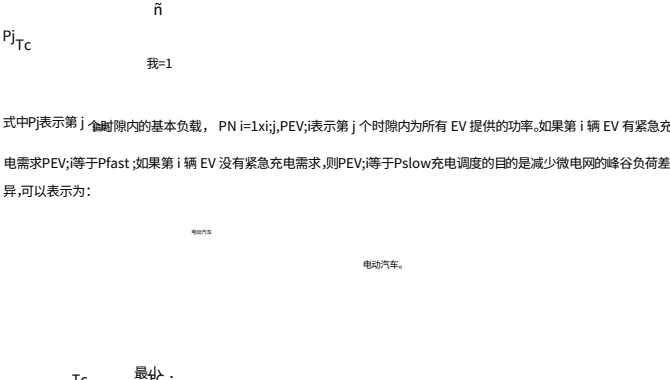 ñ
PjTc
我=1
式中Pj表示第 j 个时隙内的基本负载， PN i=1xi;j,PEV;i表示第 j 个时隙内为所有 EV 提供的功率。如果第 i 辆 EV 有紧急充
电需求PEV;i等于Pfast ;如果第 i 辆 EV 没有紧急充电需求，则PEV;i等于Pslow充电调度的目的是减少微电网的峰谷负荷差
异，可以表示为：
电动汽车
电动汽车。
最小
Tc